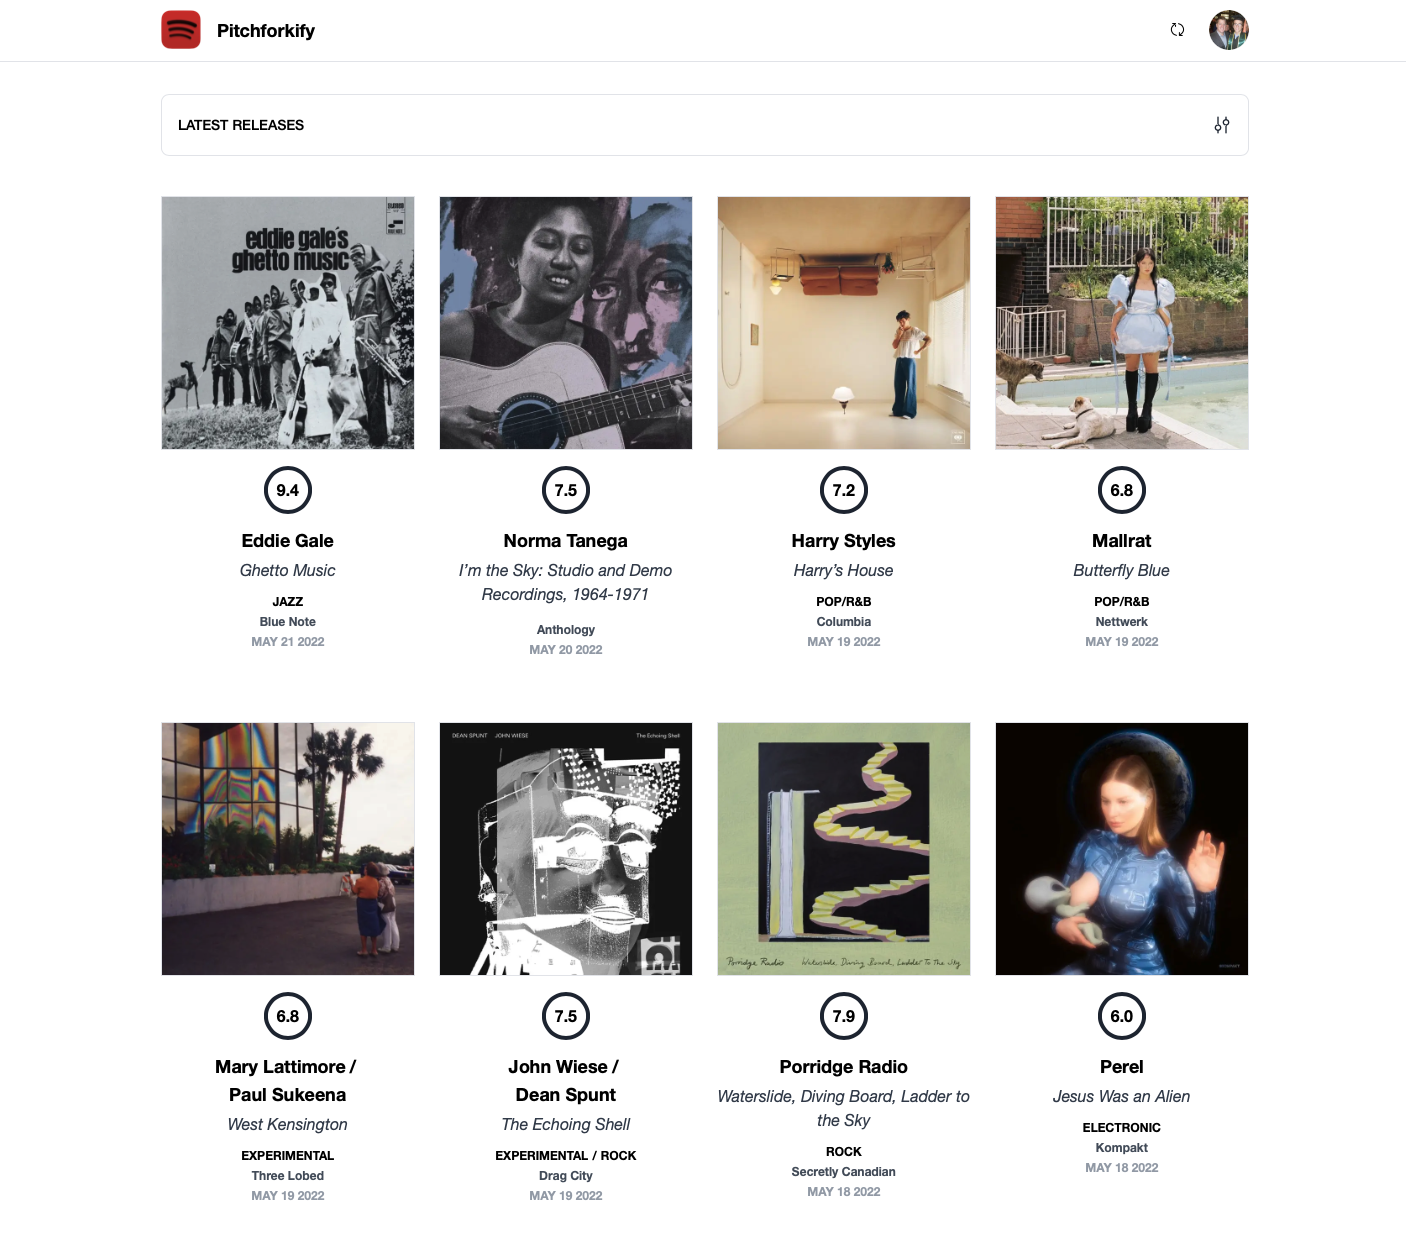 Pitchforkify
LATEST RELEASES
eddie gale's
ghetto music
9.4
Eddie Gale
Ghetto Music
JAZZ
Blue Note
MAY 21 2022
7.5
Norma Tanega
I’m the Sky: Studio and Demo
Recordings, 1964-1971
Anthology
MAY 20 2022
7.2
Harry Styles
Harry’s House
POP/R&B
Columbia
MAY 19 2022
6.8
Mallrat
Butterfly Blue
POP/R&B
Nettwerk
MAY 19 2022
6.8
Mary Lattimore /
Paul Sukeena
West Kensington
EXPERIMENTAL
Three Lobed
MAY 19 2022
DEAN SPUNT JOHN WIESE The Echoing Shell
7.5
John Wiese /
Dean Spunt
The Echoing Shell
EXPERIMENTAL / ROCK
Drag City
MAY 19 2022
Porridge Radio Waterslide, Diving Board, Ladder To The Sky
7.9
Porridge Radio
Waterslide, Diving Board, Ladder to
the Sky
ROCK
Secretly Canadian
MAY 18 2022
6.0
Perel
Jesus Was an Alien
ELECTRONIC
Kompakt
MAY 18 2022